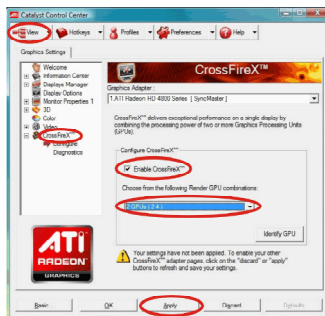 Catalyst Control Center
View Hotkeys Profiles Preferences Help
Graphics Settings
Welcome
Information Center
Displays Manager
Display Options
Monitor Properties 1
3D
Color
Video
CrossFireX™
Configure
Diagnostics
ATI
RADEON
GRAPHICS
CrossFireX™
Graphics Adapter :
1.ATI Radeon HD 4800 Series [ SyncMaster ]
CrossFireX™ delivers exceptional performance on a single display by
combining the processing power of two or more Graphics Processing Units
(GPUs).
Configure CrossFireX™
Enable CrossFireX™
Choose from the following Render GPU combinations:
2 GPUs ( 2 4 )
Identify GPU
Your settings have not been applied. To enable your other
CrossFireX™ adapter pages, click on the "discard" or "apply"
buttons to refresh and save your settings.
Basic OK Apply Discard Defaults